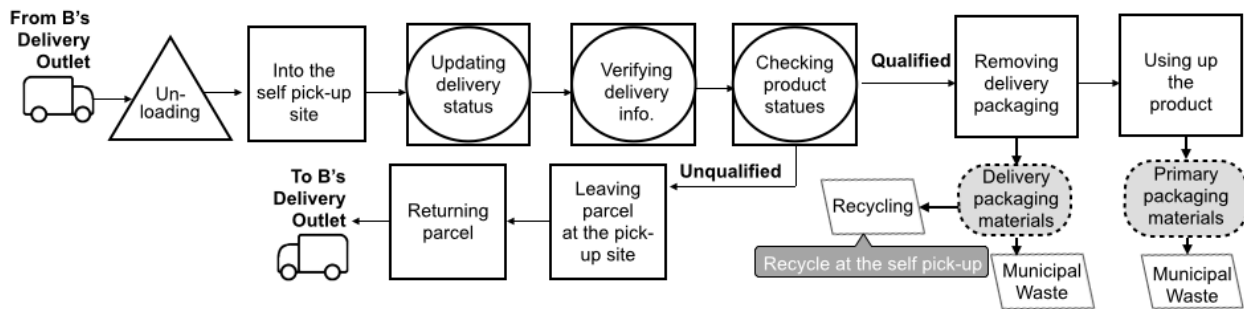 From B's
Delivery
Outlet
Un-
loading
Into the
self pick-up
site
Updating
delivery
status
Verifying
delivery
info.
Checking
product
statues
Qualified
Removing
delivery
packaging
Using up
the
product
Unqualified
To B's
Delivery
Outlet
Returning
parcel
Leaving
parcel
at the pick-
up site
Recycling
Delivery
packaging
materials
Primary
packaging
materials
Recycle at the self pick-up
Municipal
Waste
Municipal
Waste